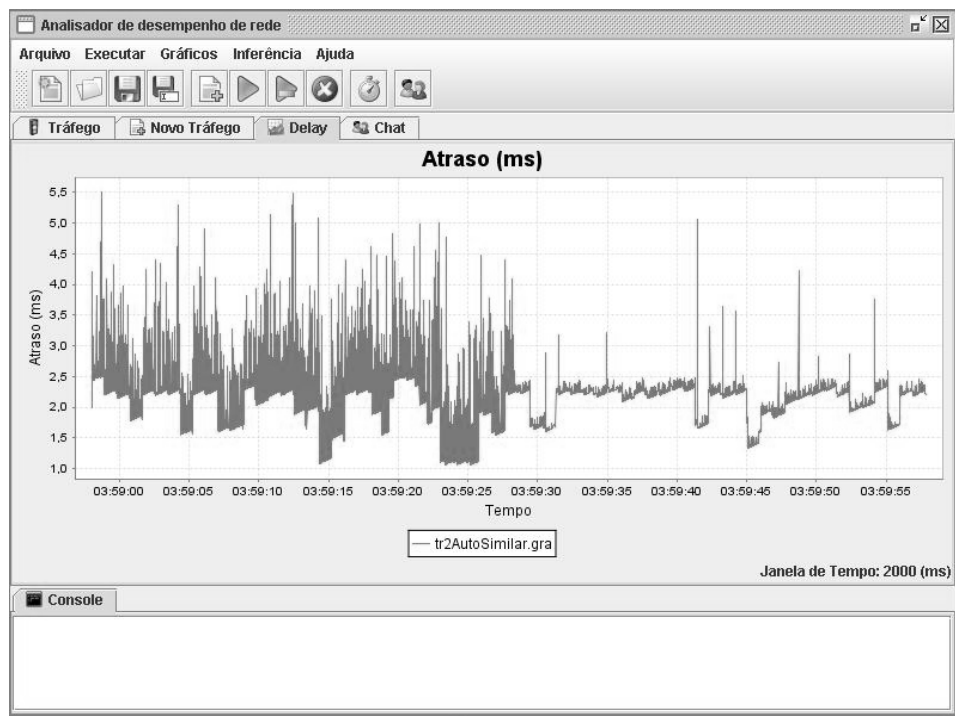 Analisador de desempenho de rede
Arquivo Executar Gráficos Inferência Ajuda
Tráfego Novo Tráfego Delay Chat
Atraso (ms)
5,5
5,0
4,5
4,0
3,5
3,0
2,5
2,0
1,5
1,0
Atraso (ms)
03:59:00 03:59:05 03:59:10 03:59:15 03:59:20 03:59:25 03:59:30 03:59:35 03:59:40 03:59:45 03:59:50 03:59:55
Tempo
tr2AutoSimilar.gra
Janela de Tempo: 2000 (ms)
Console